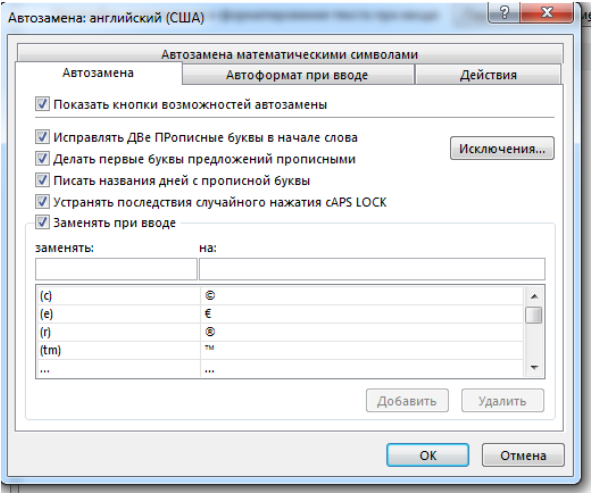 Автозамена: английский (США)
Автозамена математическими символами
Автозамена Автоформат при вводе Действия
Показать кнопки возможностей автозамены
Исправлять ДВе ПРописные буквы в начале слова
Исключения...
Делать первые буквы предложений прописными
Писать названия дней с прописной буквы
Устранять последствия случайного нажатия cAPS LOCK
Заменять при вводе
заменять: на:
(c) ©
(e) €
(r) ®
(tm) ™
... ...
Добавить Удалить
ОК Отмена